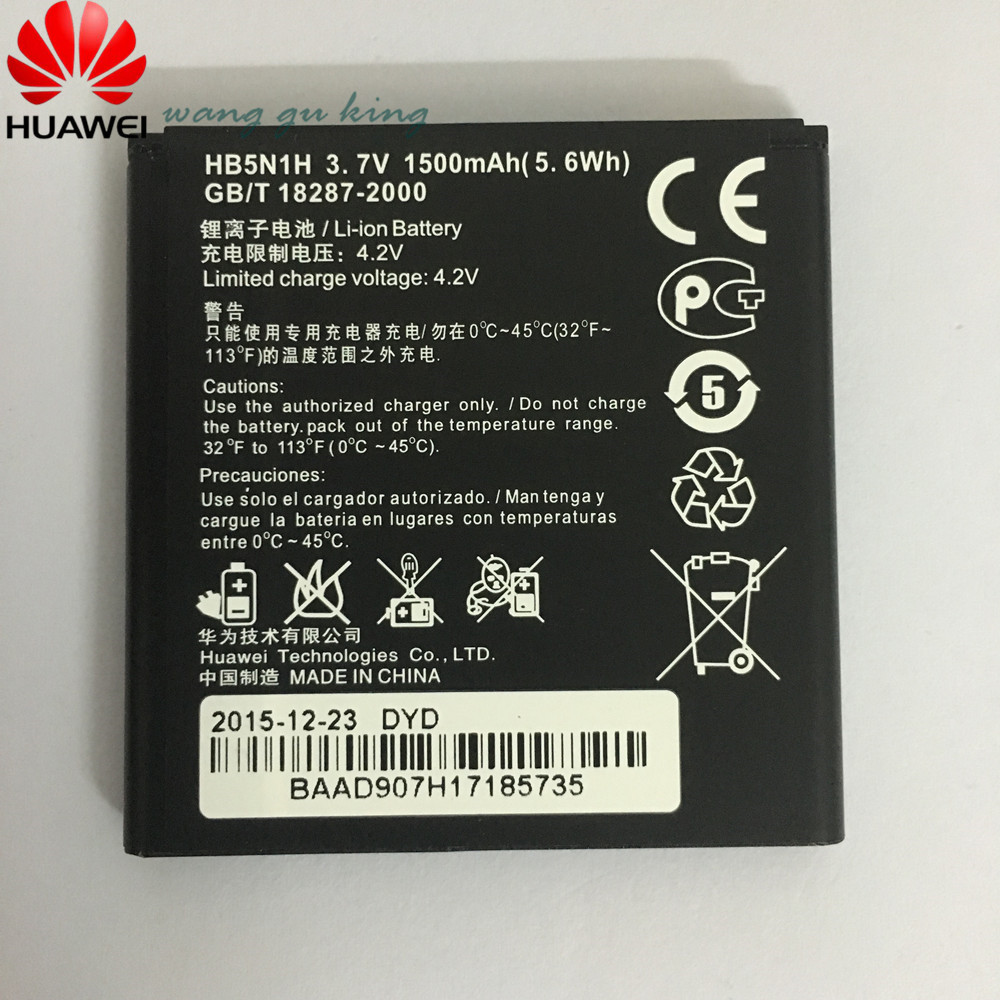 HUAWEI
wang gu king
HB5N1H 3.7V 1500mAh(5.6Wh)
GB/T 18287-2000
CE
锂离子电池 / Li-ion Battery
充电限制电压: 4.2V
Limited charge voltage: 4.2V
PCT
警告
只能使用专用充电器充电/勿在0°C~45°C(32°F~
113°F)的温度范围之外充电.
5
Cautions:
Use the authorized charger only. / Do not charge
the battery.pack out of the temperature range.
32°F to 113°F (0°C ~45°C).
Precauciones:
Use solo el cargador autorizado. / Mantenga y
cargue la bateria en lugares con temperaturas
entre 0°C~45°C.
华为技术有限公司
Huawei Technologies Co., LTD.
中国制造 MADE IN CHINA
2015-12-23 DYD
BAAD907H17185735